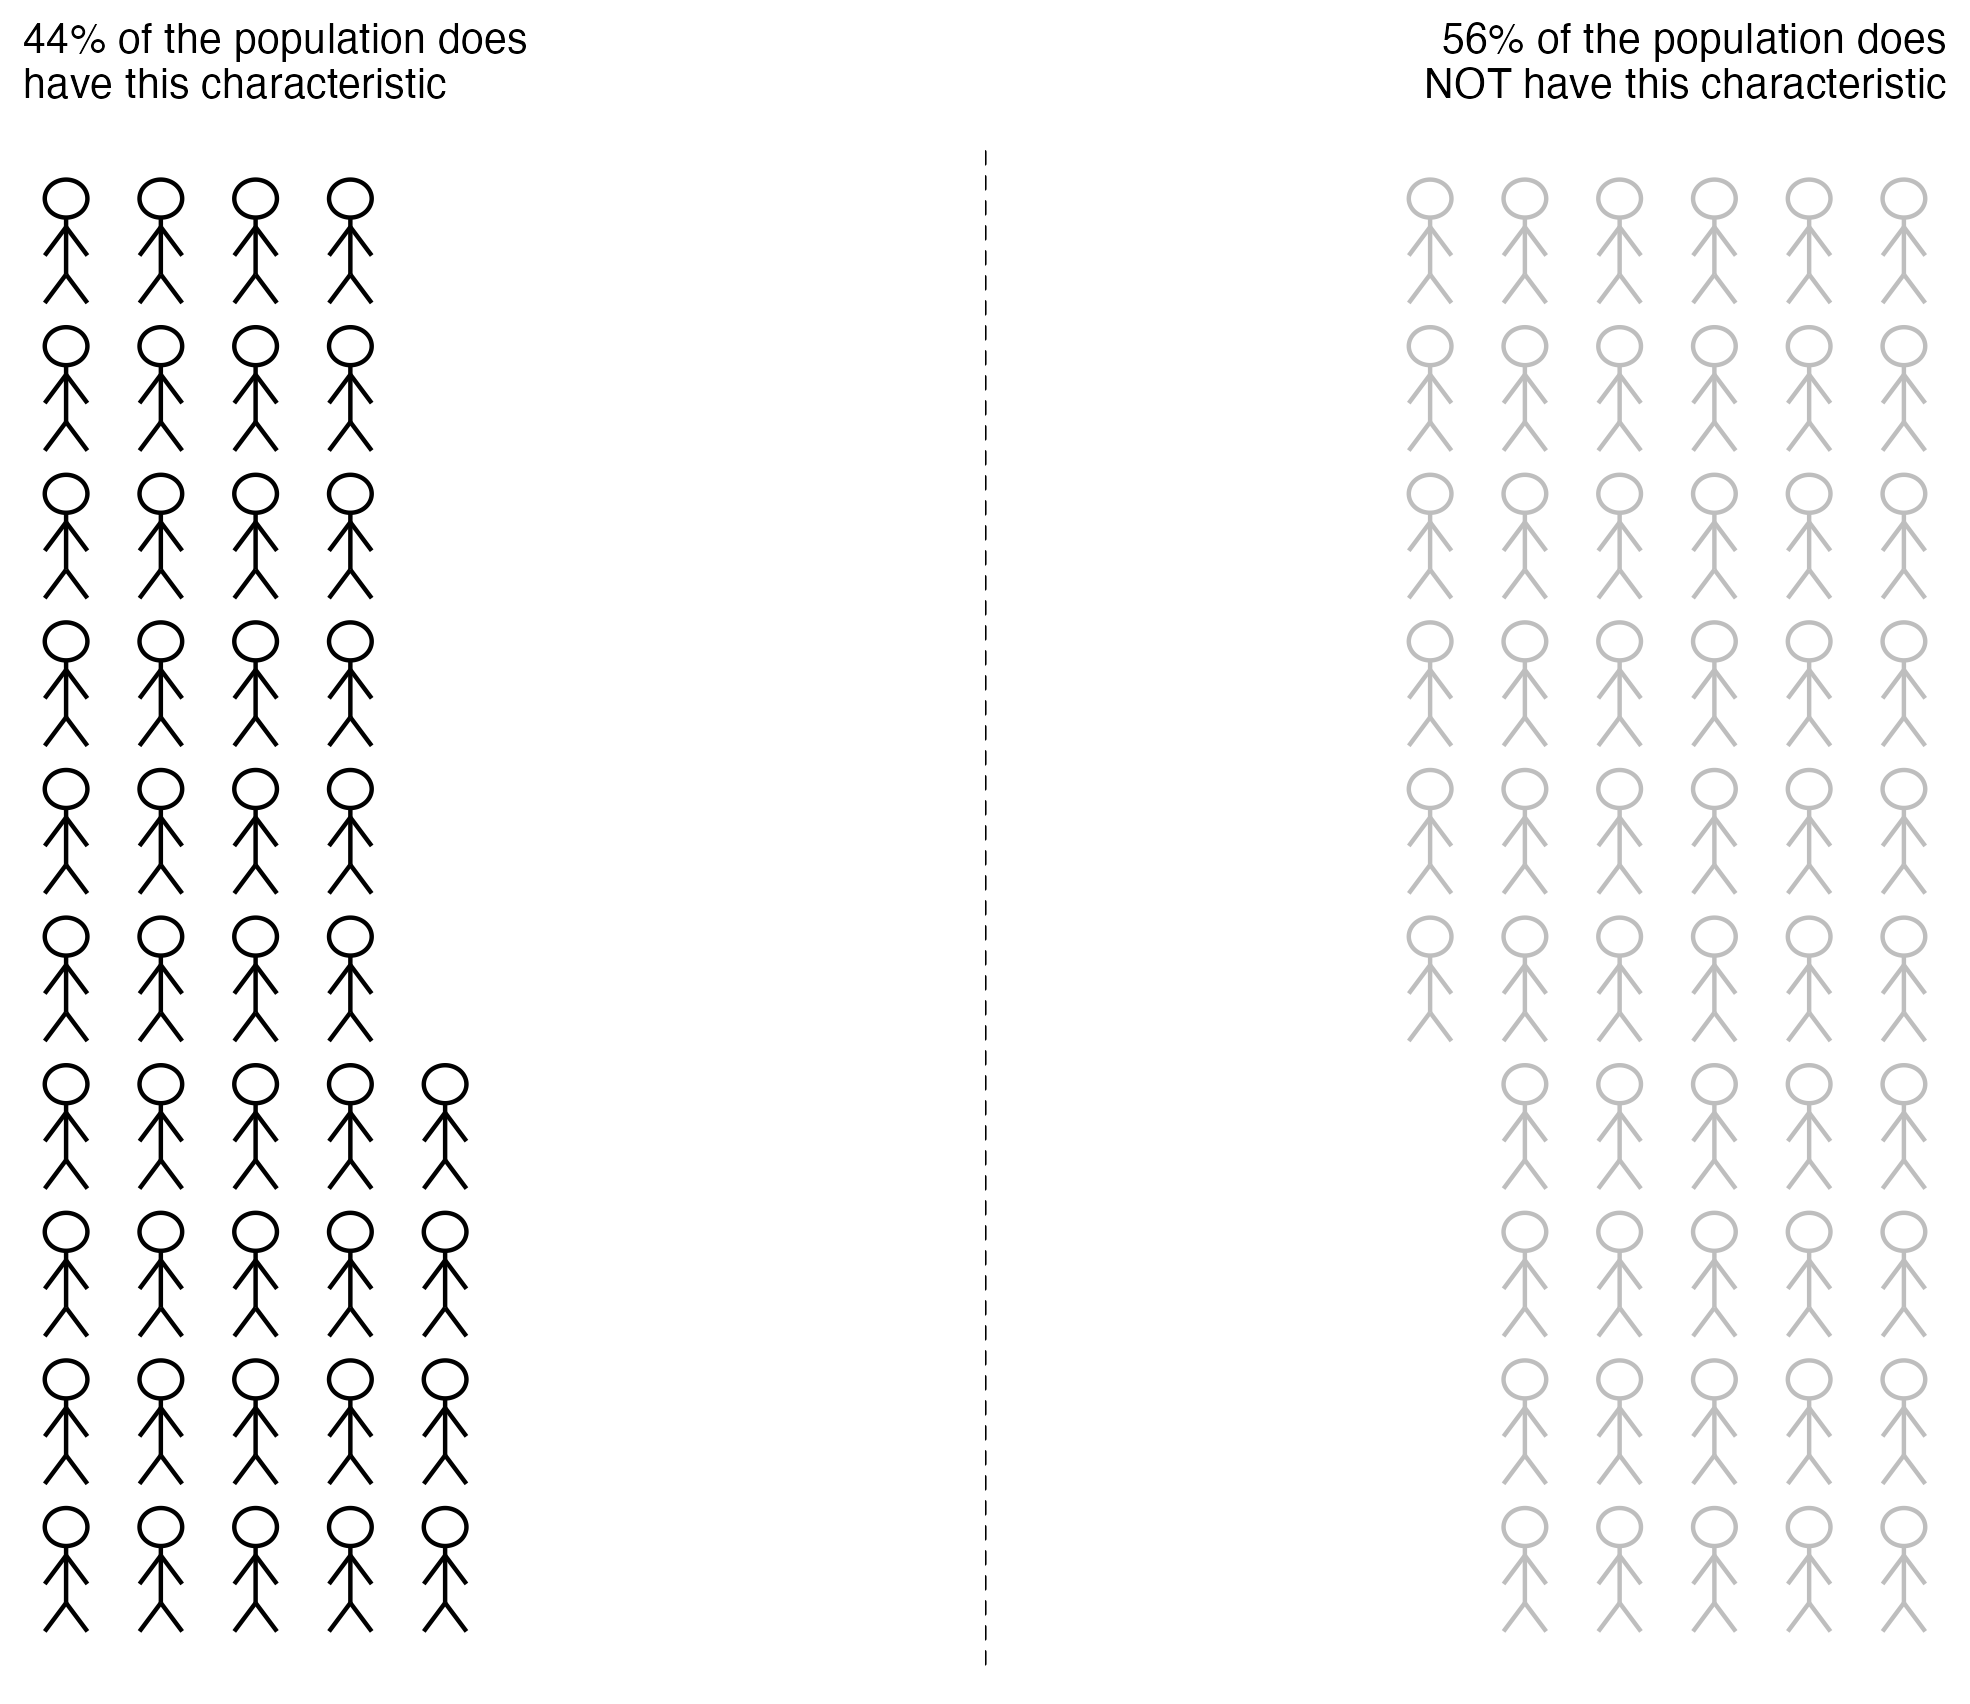 44% of the population does
have this characteristic
56% of the population does
NOT have this characteristic